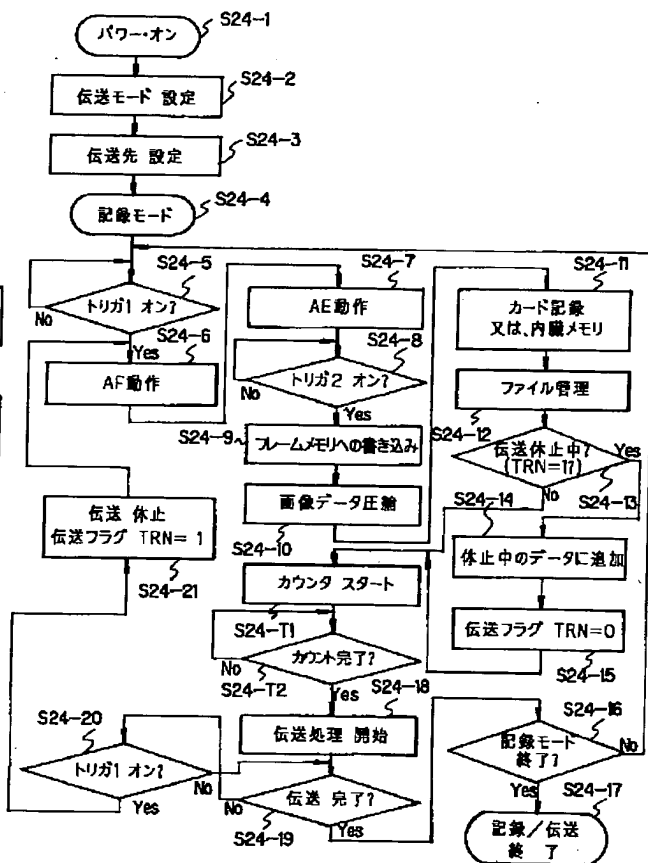 パワー・オン
S24-1
伝送モード 設定
S24-2
伝送先 設定
S24-3
記録モード
S24-4
トリガ1 オン?
S24-5
No
Yes
AF動作
S24-6
AE動作
S24-7
トリガ2 オン?
S24-8
No
Yes
フレームメモリへの書き込み
S24-9
画像データ圧縮
S24-10
カード記録
又は、内臓メモリ
S24-11
ファイル管理
S24-12
伝送休止中?
(TRN=1?)
S24-13
Yes
No
休止中のデータに追加
S24-14
伝送フラグ TRN=0
S24-15
カウンタ スタート
S24-T1
カウント完了?
S24-T2
No
Yes
伝送処理 開始
S24-18
伝送 完了?
S24-19
No
Yes
トリガ1 オン?
S24-20
No
Yes
伝送 休止
伝送フラグ TRN= 1
S24-21
記録モード
終了?
S24-16
No
Yes
記録/伝送
終 了
S24-17